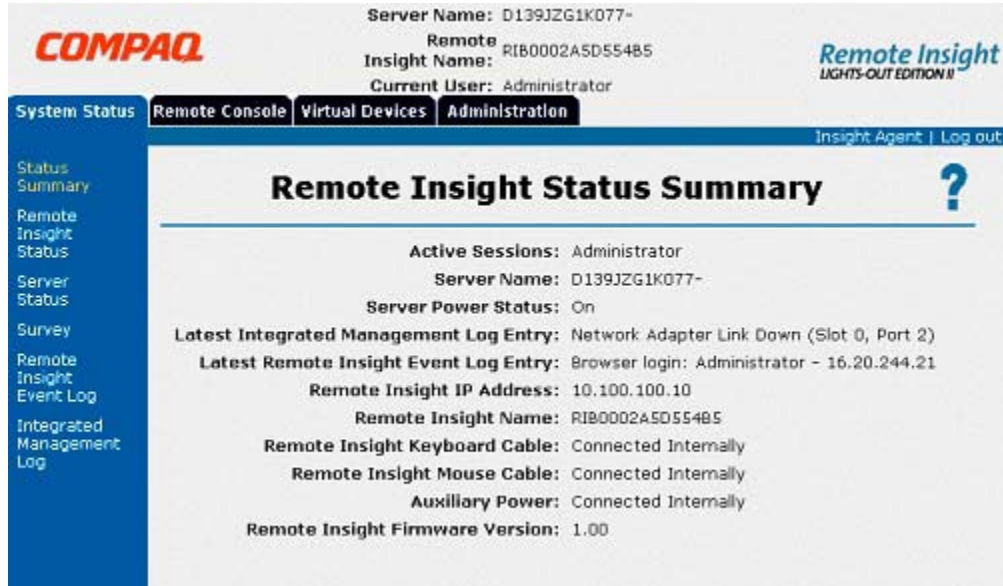 COMPAQ
Server Name: D139JZG1K077-
Remote Insight Name: RIB0002A5D554B5
Current User: Administrator
Remote Insight
LIGHTS-OUT EDITION II
System Status Remote Console Virtual Devices Administration
Insight Agent | Log out
Status
Summary
Remote
Insight
Status
Server
Status
Survey
Remote
Insight
Event Log
Integrated
Management
Log
Remote Insight Status Summary ?
Active Sessions: Administrator
Server Name: D139JZG1K077-
Server Power Status: On
Latest Integrated Management Log Entry: Network Adapter Link Down (Slot 0, Port 2)
Latest Remote Insight Event Log Entry: Browser login: Administrator - 16.20.244.21
Remote Insight IP Address: 10.100.100.10
Remote Insight Name: RIB0002A5D554B5
Remote Insight Keyboard Cable: Connected Internally
Remote Insight Mouse Cable: Connected Internally
Auxiliary Power: Connected Internally
Remote Insight Firmware Version: 1.00